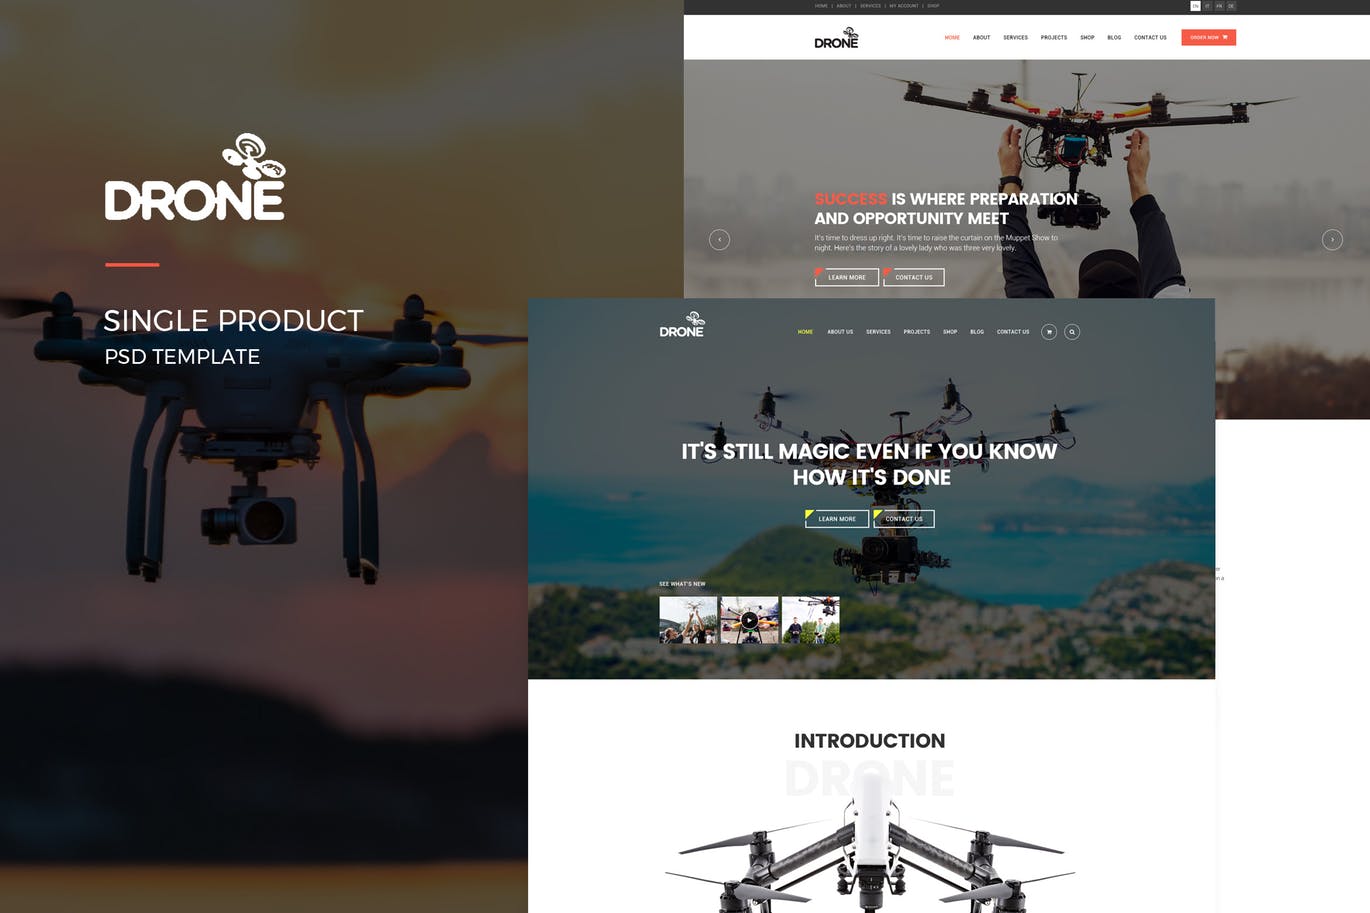 DRONE
SINGLE PRODUCT
PSD TEMPLATE
HOME | ABOUT | SERVICES | MY ACCOUNT | SHOP
EN IT FR DE
DRONE
HOME ABOUT SERVICES PROJECTS SHOP BLOG CONTACT US ORDER NOW
SUCCESS IS WHERE PREPARATION
AND OPPORTUNITY MEET
It's time to dress up right. It's time to raise the curtain on the Muppet Show to
night. Here's the story of a lovely lady who was three very lovely.
LEARN MORE CONTACT US
DRONE
HOME ABOUT US SERVICES PROJECTS SHOP BLOG CONTACT US
IT'S STILL MAGIC EVEN IF YOU KNOW
HOW IT'S DONE
LEARN MORE CONTACT US
SEE WHAT'S NEW
INTRODUCTION
DRONE